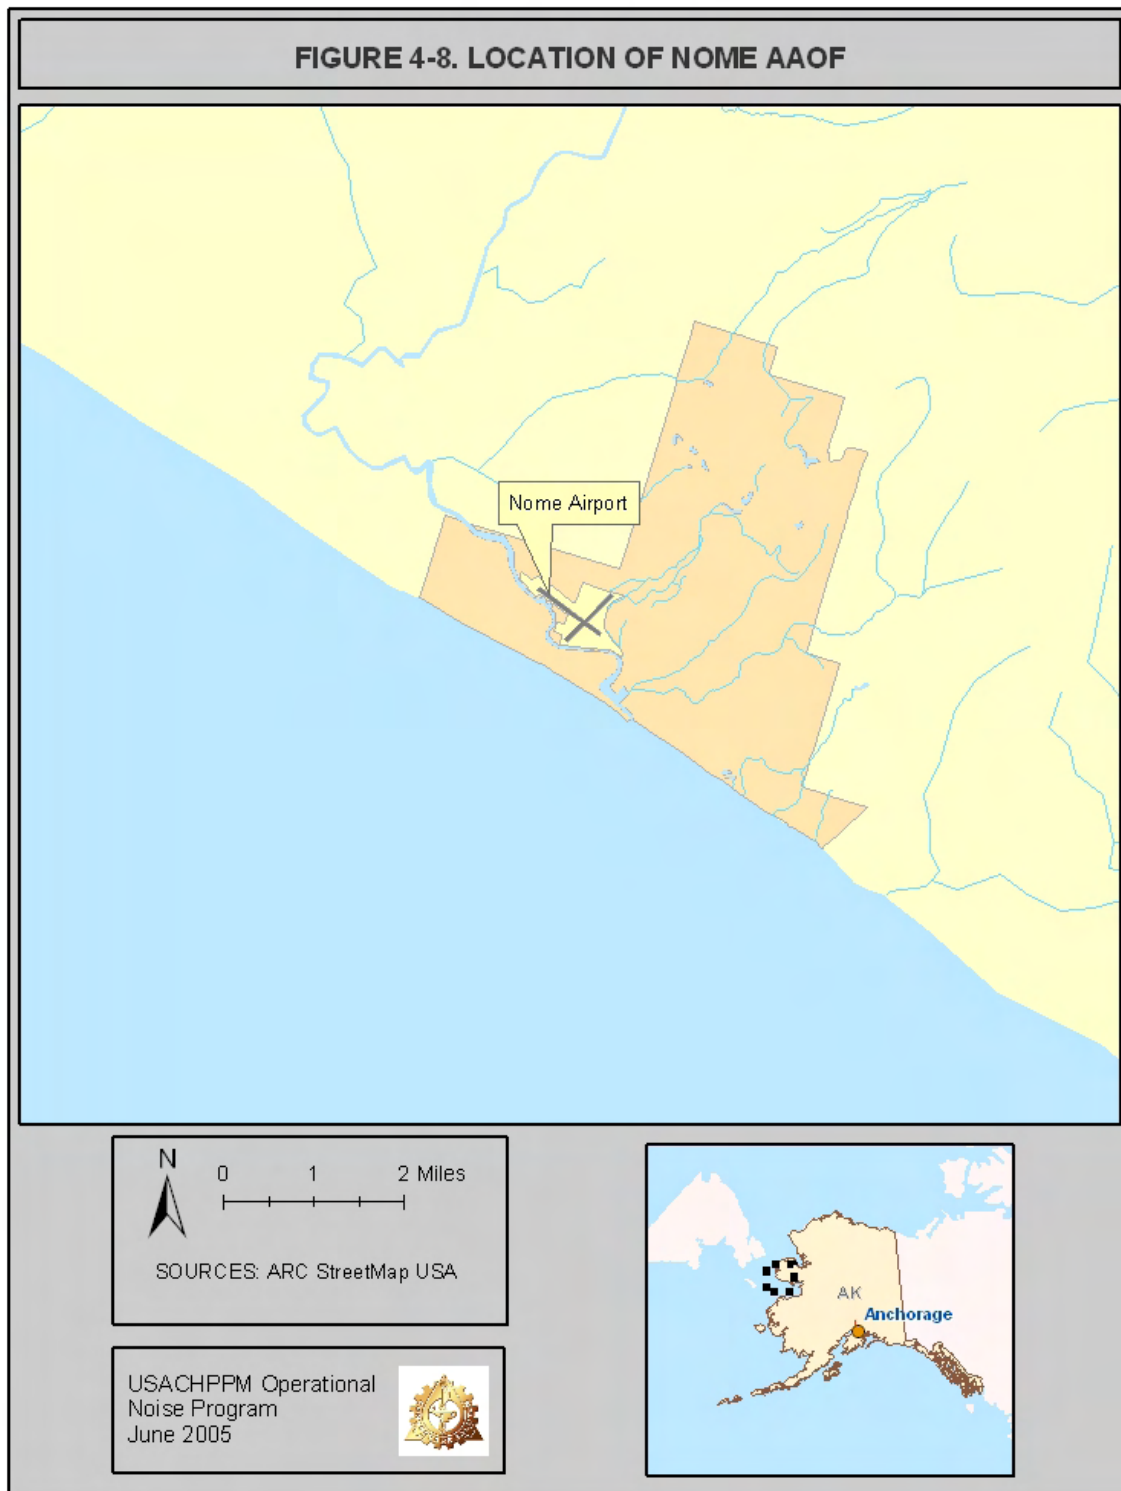 FIGURE 4-8. LOCATION OF NOME AAOF
Nome Airport
N
0 1 2 Miles
SOURCES: ARC StreetMap USA
AK
Anchorage
USACHPPM Operational
Noise Program
June 2005